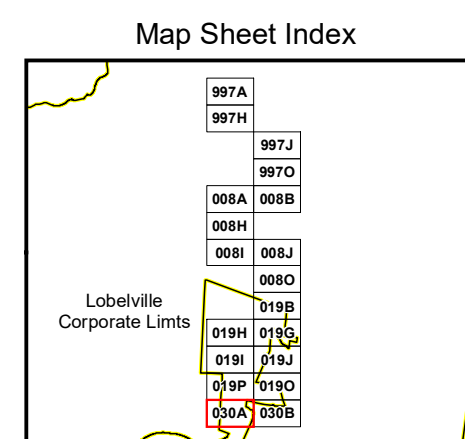 Map Sheet Index
997A
997H
997J
997O
008A 008B
008H
008I 008J
008O
Lobelville
Corporate Limts
019B
019H 019G
019I 019J
019P 019O
030A 030B